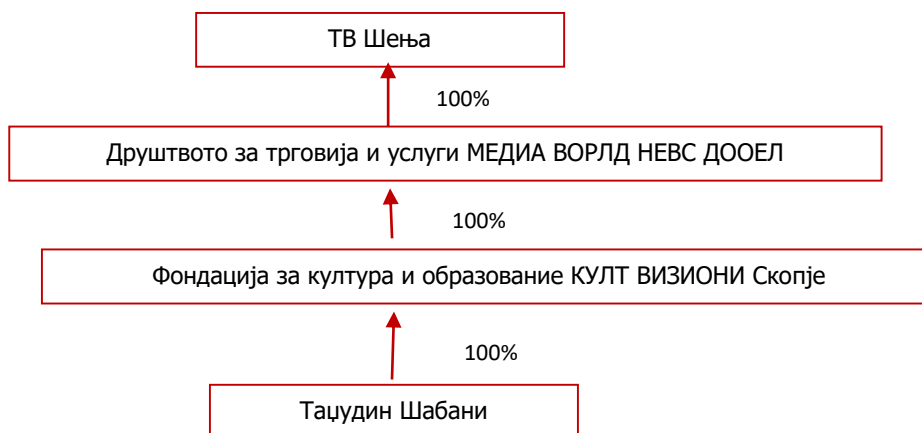 ТВ Шења
100%
Друштвото за трговија и услуги МЕДИА ВОРЛД НЕВС ДООЕЛ
100%
Фондација за култура и образование КУЛТ ВИЗИОНИ Скопје
100%
Таџудин Шабани